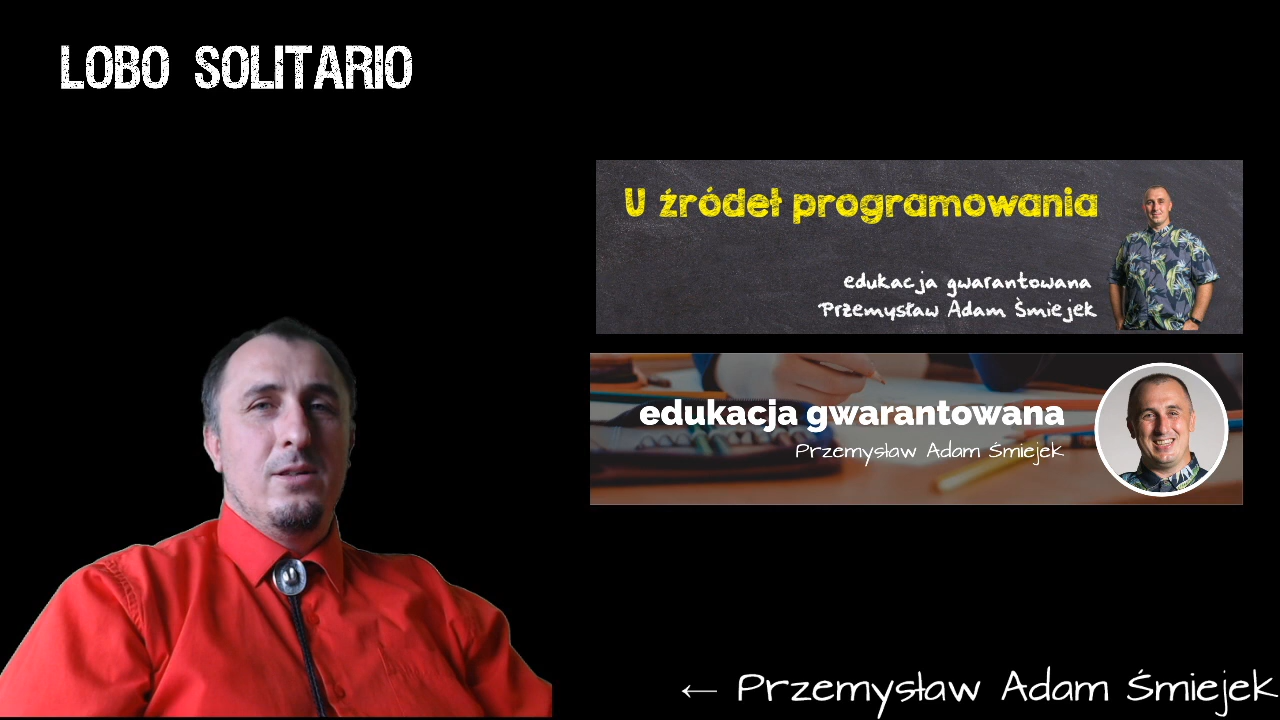 LOBO SOLITARIO
U źródeł programowania
edukacja gwarantowana
Przemysław Adam Śmiejek
edukacja gwarantowana
Przemysław Adam Śmiejek
← Przemysław Adam Śmiejek